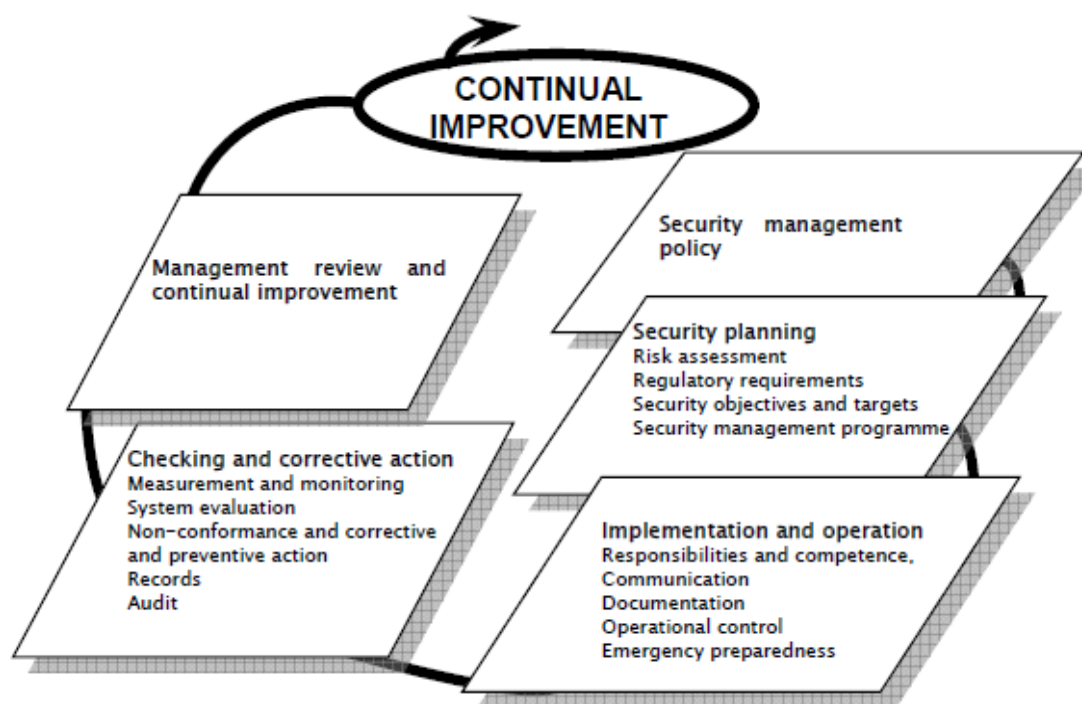 CONTINUAL
IMPROVEMENT
Security management
policy
Security planning
Risk assessment
Regulatory requirements
Security objectives and targets
Security management programme
Implementation and operation
Responsibilities and competence,
Communication
Documentation
Operational control
Emergency preparedness
Checking and corrective action
Measurement and monitoring
System evaluation
Non-conformance and corrective
and preventive action
Records
Audit
Management review and
continual improvement